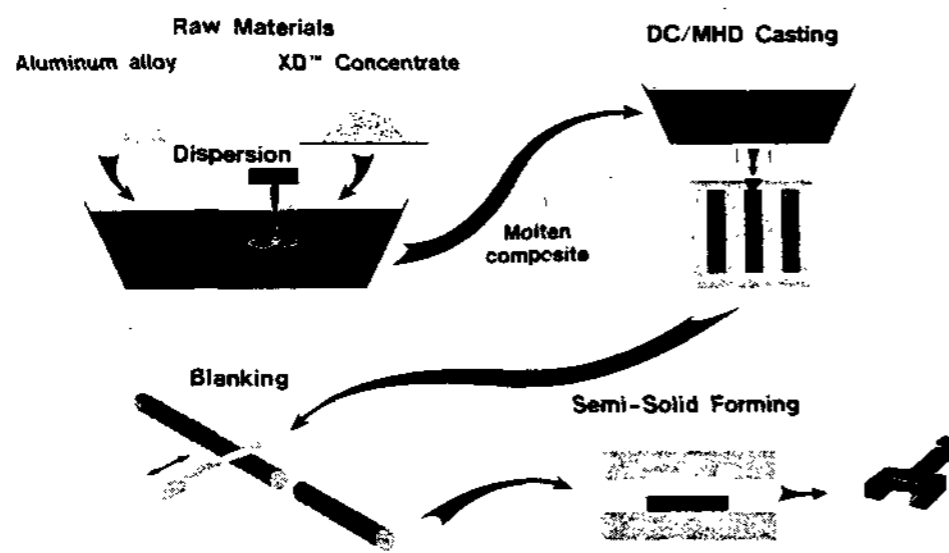 Raw Materials
Aluminum alloy
XD™ Concentrate
Dispersion
Molten
composite
DC/MHD Casting
Blanking
Semi-Solid Forming